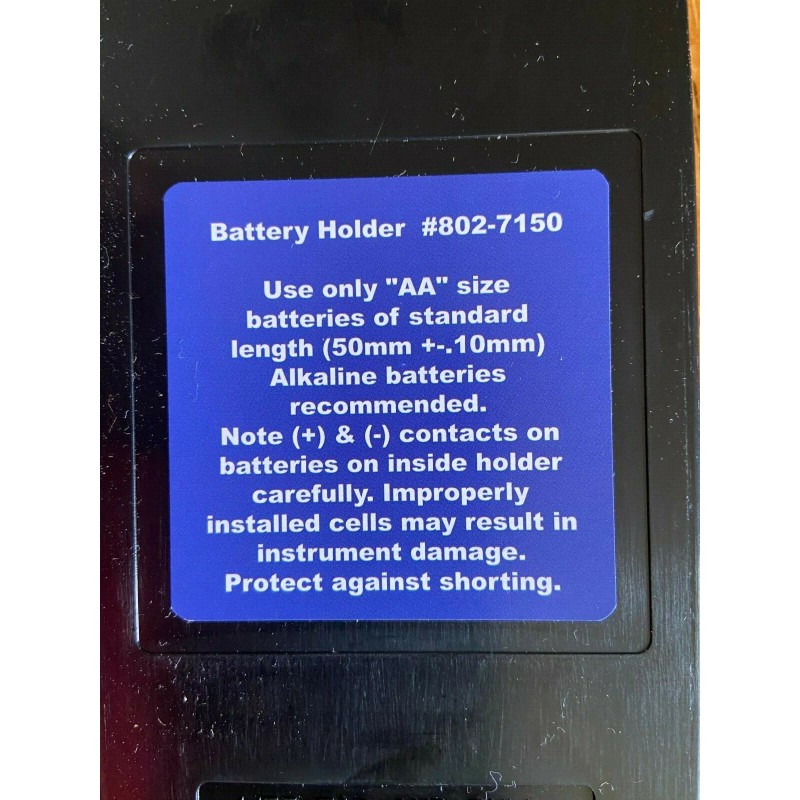 Battery Holder #802-7150
Use only "AA" size
batteries of standard
length (50mm +-.10mm)
Alkaline batteries
recommended.
Note (+) & (-) contacts on
batteries on inside holder
carefully. Improperly
installed cells may result in
instrument damage.
Protect against shorting.